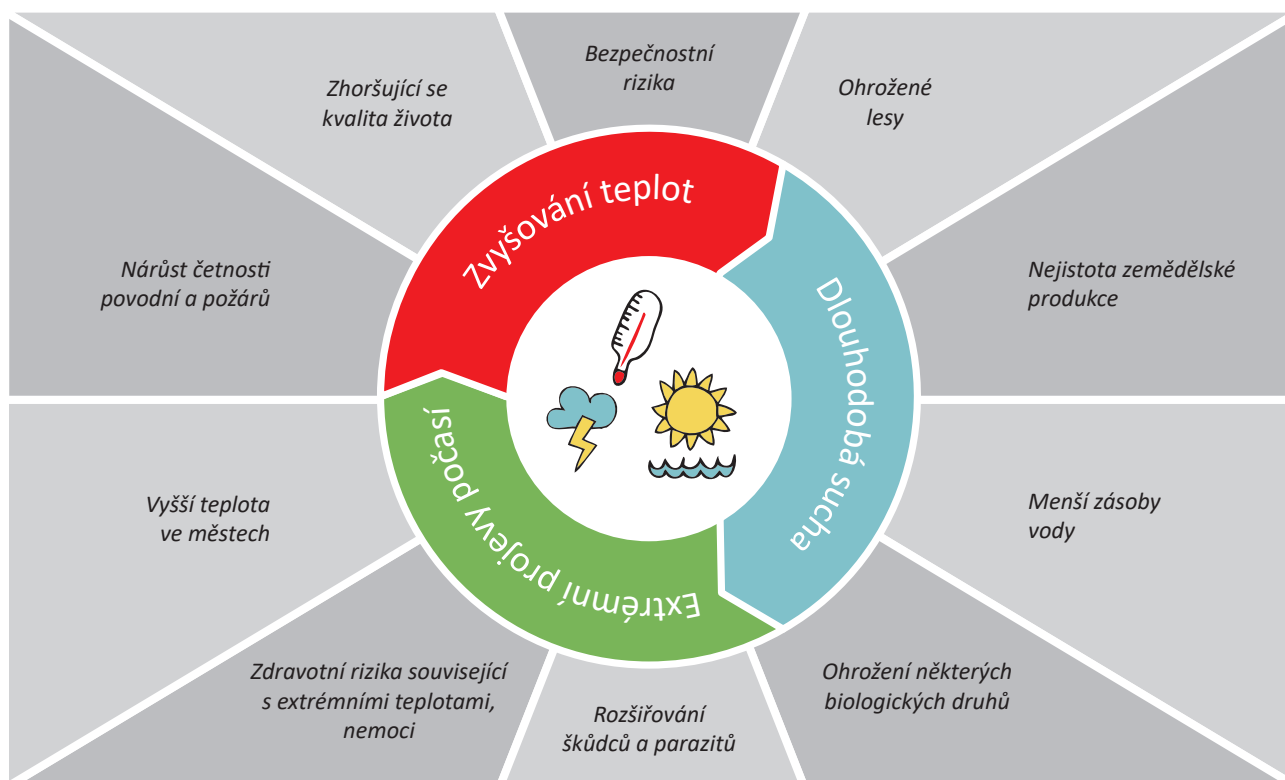 Bezpečnostní
rizika
Ohrožené
lesy
Nejistota zemědělské
produkce
Menší zásoby
vody
Ohrožení některých
biologických druhů
Rozšiřování
škůdců a parazitů
Zdravotní rizika související
s extrémními teplotami,
nemoci
Vyšší teplota
ve městech
Nárůst četnosti
povodní a požárů
Zhoršující se
kvalita života
Zvyšování teplot
Dlouhodobá sucha
Extrémní projevy počasí